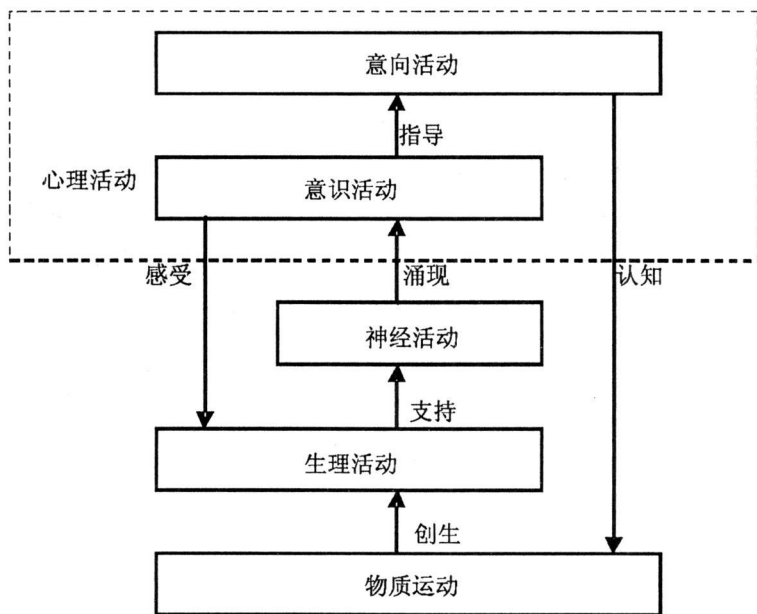 意向活动
指导
心理活动
意识活动
感受
涌现
认知
神经活动
支持
生理活动
创生
物质运动